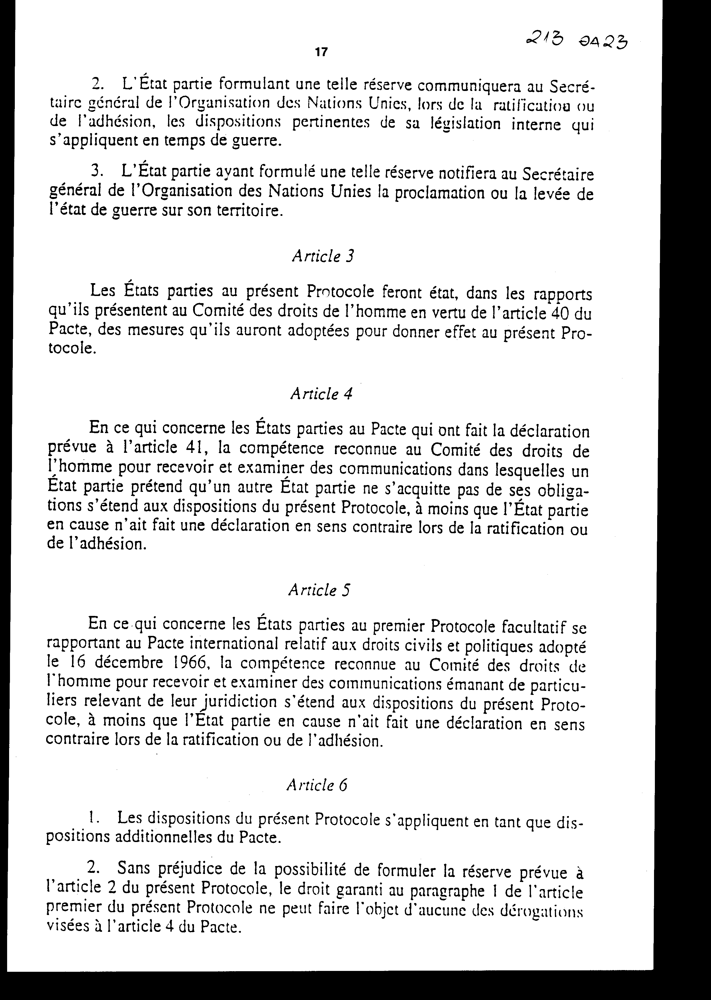 213 0A23
17
2. L'État partie formulant une telle réserve communiquera au Secré-
taire général de l'Organisation des Nations Unies, lors de la ratification ou
de l'adhésion, les dispositions pertinentes de sa législation interne qui
s'appliquent en temps de guerre.
3. L'État partie ayant formulé une telle réserve notifiera au Secrétaire
général de l'Organisation des Nations Unies la proclamation ou la levée de
l'état de guerre sur son territoire.
Article 3
Les États parties au présent Protocole feront état, dans les rapports
qu'ils présentent au Comité des droits de l'homme en vertu de l'article 40 du
Pacte, des mesures qu'ils auront adoptées pour donner effet au présent Pro-
tocole.
Article 4
En ce qui concerne les États parties au Pacte qui ont fait la déclaration
prévue à l'article 41, la compétence reconnue au Comité des droits de
l'homme pour recevoir et examiner des communications dans lesquelles un
État partie prétend qu'un autre État partie ne s'acquitte pas de ses obliga-
tions s'étend aux dispositions du présent Protocole, à moins que l'État partie
en cause n'ait fait une déclaration en sens contraire lors de la ratification ou
de l'adhésion.
Article 5
En ce qui concerne les États parties au premier Protocole facultatif se
rapportant au Pacte international relatif aux droits civils et politiques adopté
le 16 décembre 1966, la compétence reconnue au Comité des droits de
l'homme pour recevoir et examiner des communications émanant de particu-
liers relevant de leur juridiction s'étend aux dispositions du présent Proto-
cole, à moins que l'État partie en cause n'ait fait une déclaration en sens
contraire lors de la ratification ou de l'adhésion.
Article 6
1. Les dispositions du présent Protocole s'appliquent en tant que dis-
positions additionnelles du Pacte.
2. Sans préjudice de la possibilité de formuler la réserve prévue à
l'article 2 du présent Protocole, le droit garanti au paragraphe 1 de l'article
premier du présent Protocole ne peut faire l'objet d'aucune des dérogations
visées à l'article 4 du Pacte.